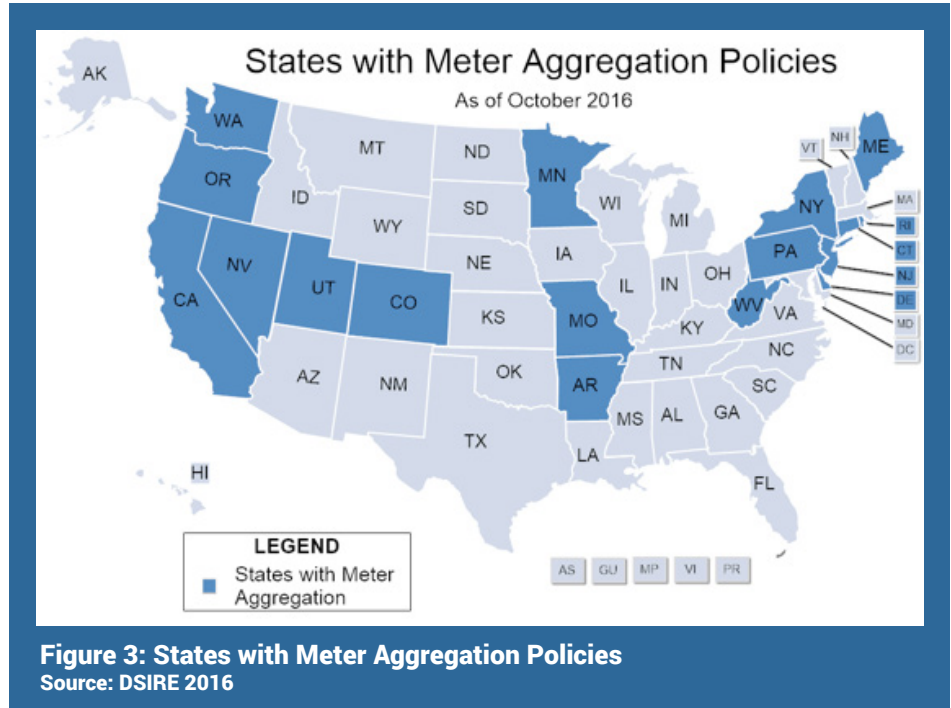 States with Meter Aggregation Policies
As of October 2016
AK
WA
OR
CA
NV
ID
MT
WY
UT
CO
AZ
NM
ND
SD
NE
KS
OK
TX
MN
IA
MO
AR
LA
WI
IL
MI
IN
OH
KY
TN
MS
AL
GA
FL
SC
NC
VA
WV
PA
NY
VT
NH
ME
MA
RI
CT
NJ
DE
MD
DC
HI
AS
GU
MP
VI
PR
LEGEND
States with Meter
Aggregation
Figure 3: States with Meter Aggregation Policies
Source: DSIRE 2016